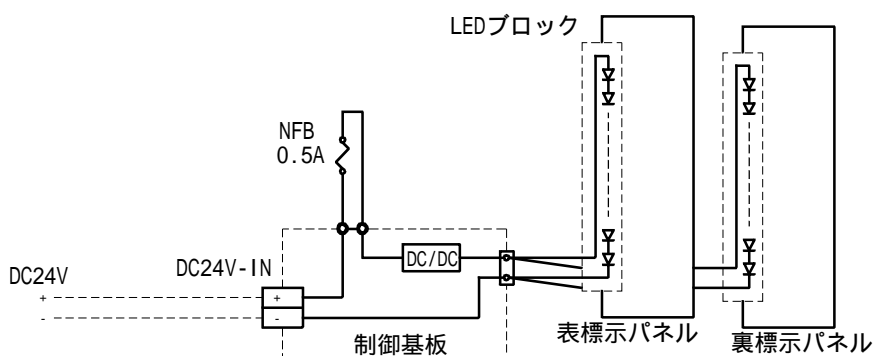 LEDブロック
NFB
0.5A
DC/DC
DC24V-IN
DC24V
+
+
-
-
制御基板
表標示パネル
裏標示パネル